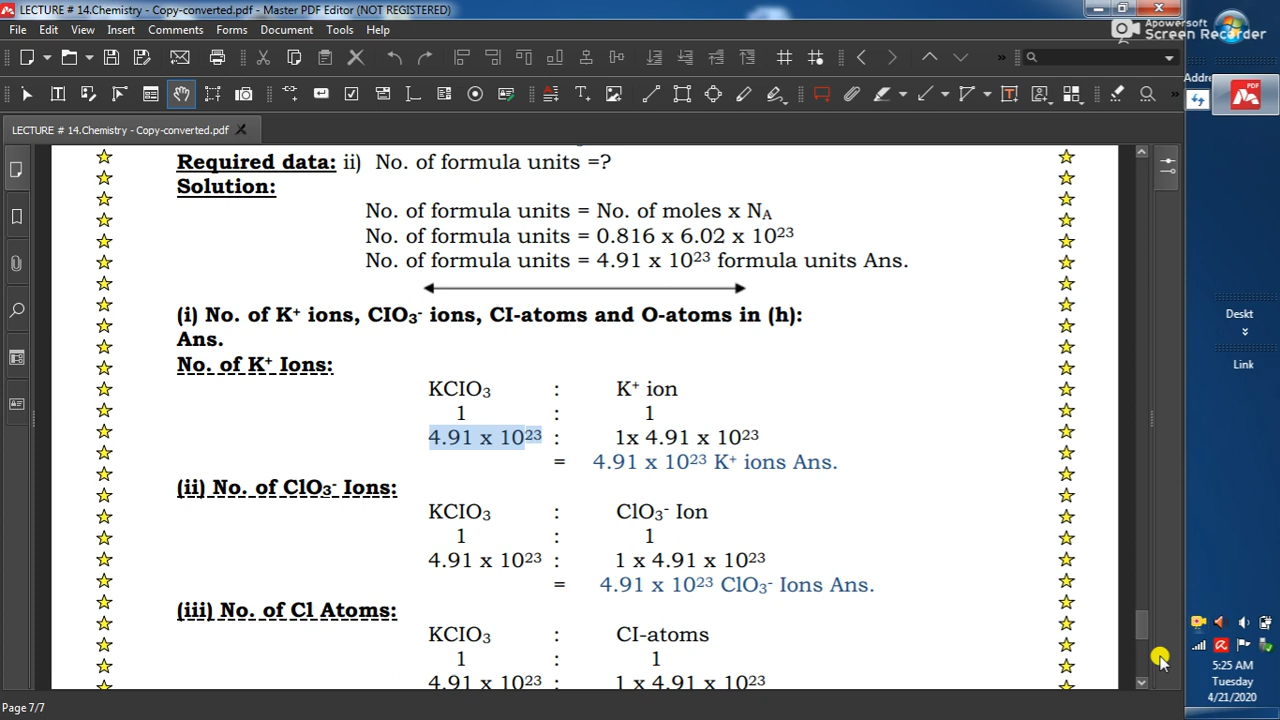 LECTURE # 14.Chemistry - Copy-converted.pdf - Master PDF Editor (NOT REGISTERED)
Apowersoft
Screen Recorder
File Edit View Insert Comments Forms Document Tools Help
Addre
LECTURE # 14.Chemistry - Copy-converted.pdf
Required data: ii) No. of formula units =?
Solution:
No. of formula units = No. of moles x NA
No. of formula units = 0.816 x 6.02 x 10²³
No. of formula units = 4.91 x 10²³ formula units Ans.
(i) No. of K⁺ ions, CIO₃⁻ ions, CI-atoms and O-atoms in (h):
Ans.
No. of K⁺ Ions:
KCIO₃ : K⁺ ion
1 : 1
4.91 x 10²³ : 1x 4.91 x 10²³
= 4.91 x 10²³ K⁺ ions Ans.
(ii) No. of ClO₃⁻ Ions:
KCIO₃ : ClO₃⁻ Ion
1 : 1
4.91 x 10²³ : 1 x 4.91 x 10²³
= 4.91 x 10²³ ClO₃⁻ Ions Ans.
(iii) No. of Cl Atoms:
KCIO₃ : CI-atoms
1 : 1
4.91 x 10²³ : 1 x 4.91 x 10²³
Page 7/7
Deskt
Link
5:25 AM
Tuesday
4/21/2020